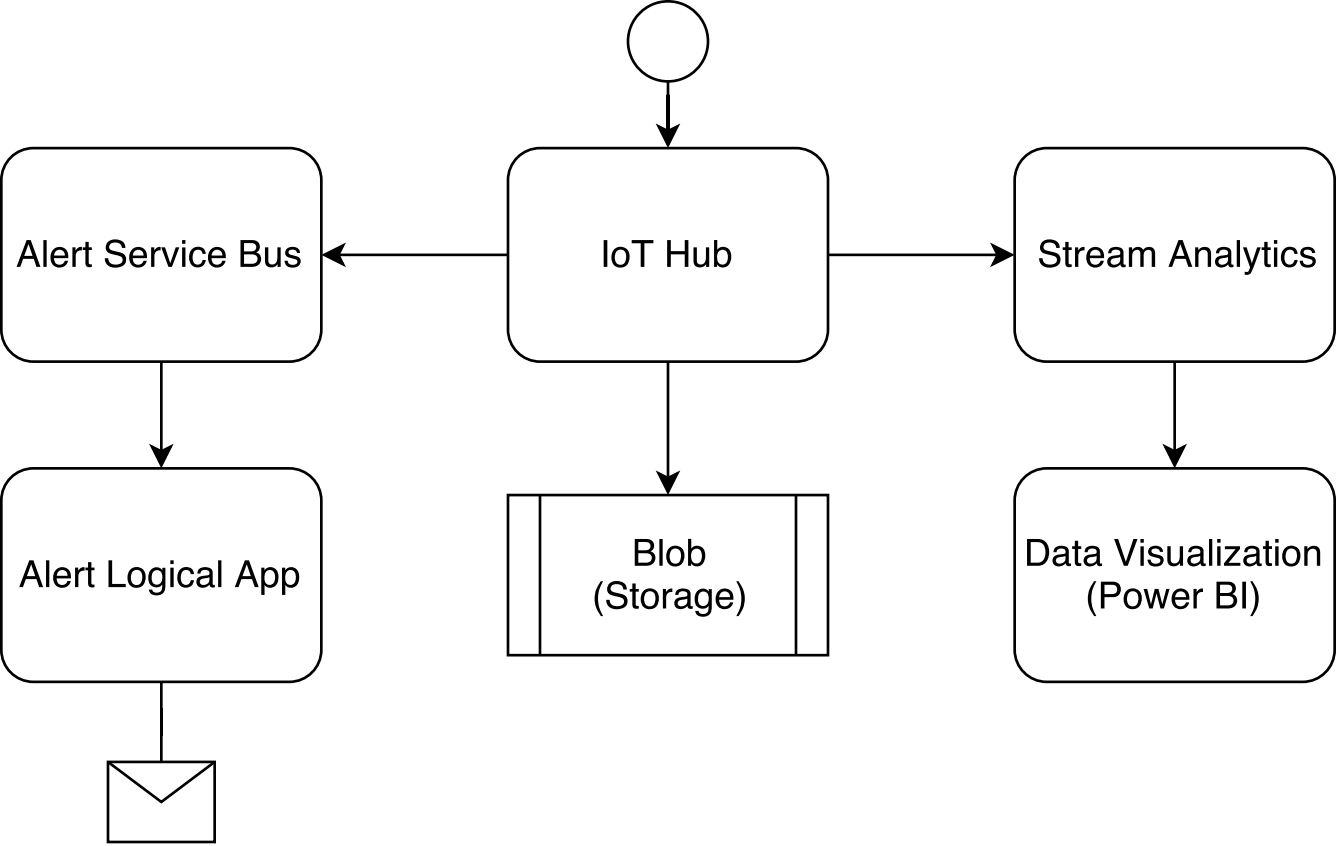 Alert Service Bus
IoT Hub
Stream Analytics
Alert Logical App
Blob
(Storage)
Data Visualization
(Power BI)